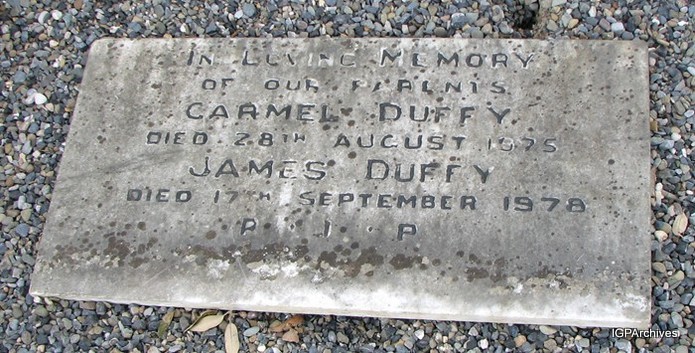 In Loving Memory
OF OUR PARENTS
CARMEL DUFFY
DIED 28TH AUGUST 1975
JAMES DUFFY
DIED 17TH SEPTEMBER 1978
R · I · P
IGPArchives